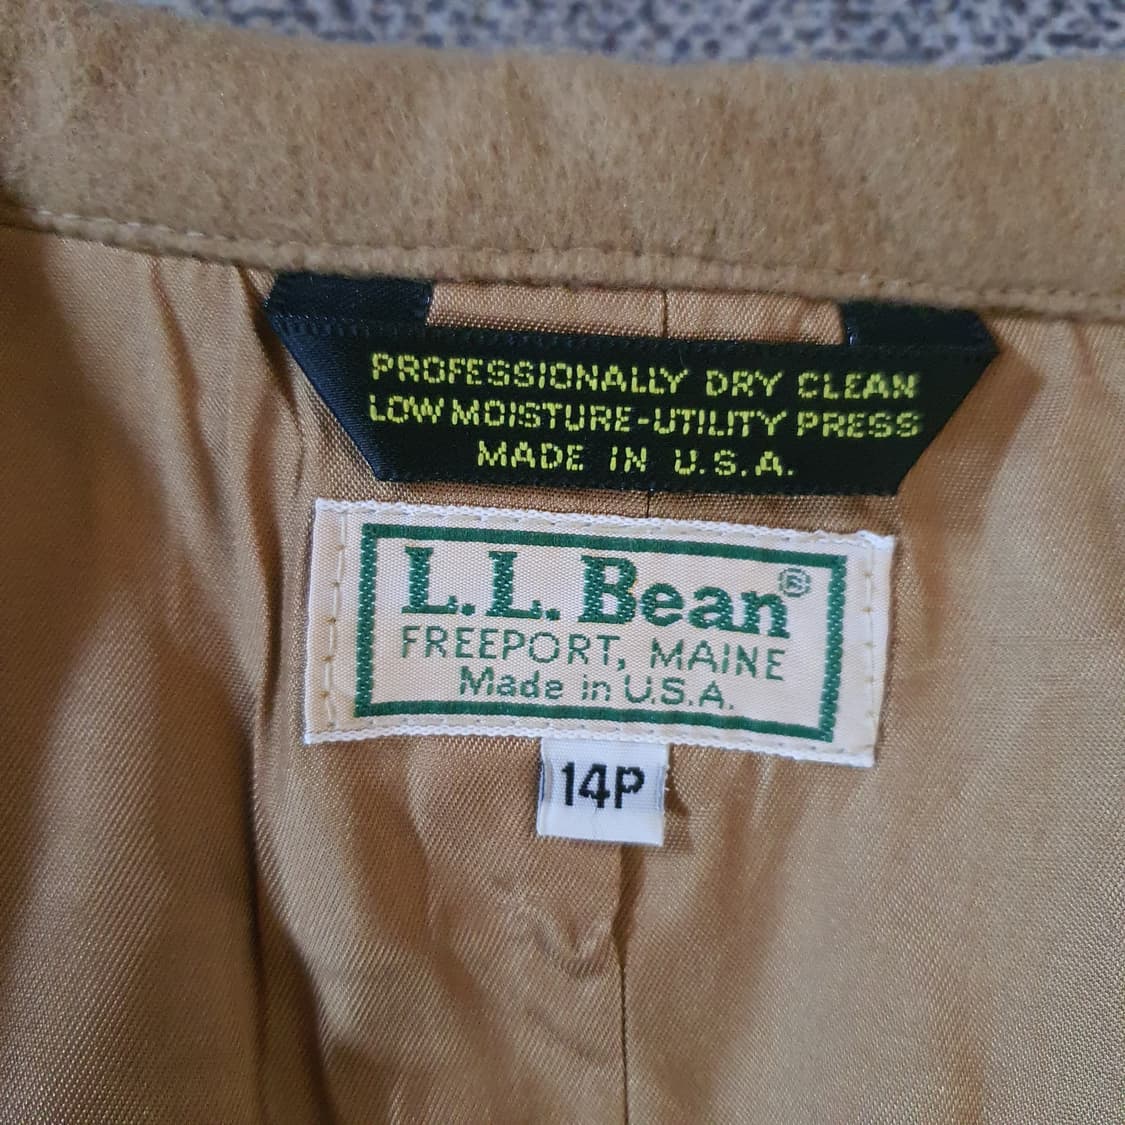 PROFESSIONALLY DRY CLEAN
LOW MOISTURE-UTILITY PRESS
MADE IN U.S.A.
L.L.Bean®
FREEPORT, MAINE
Made in U.S.A.
14P